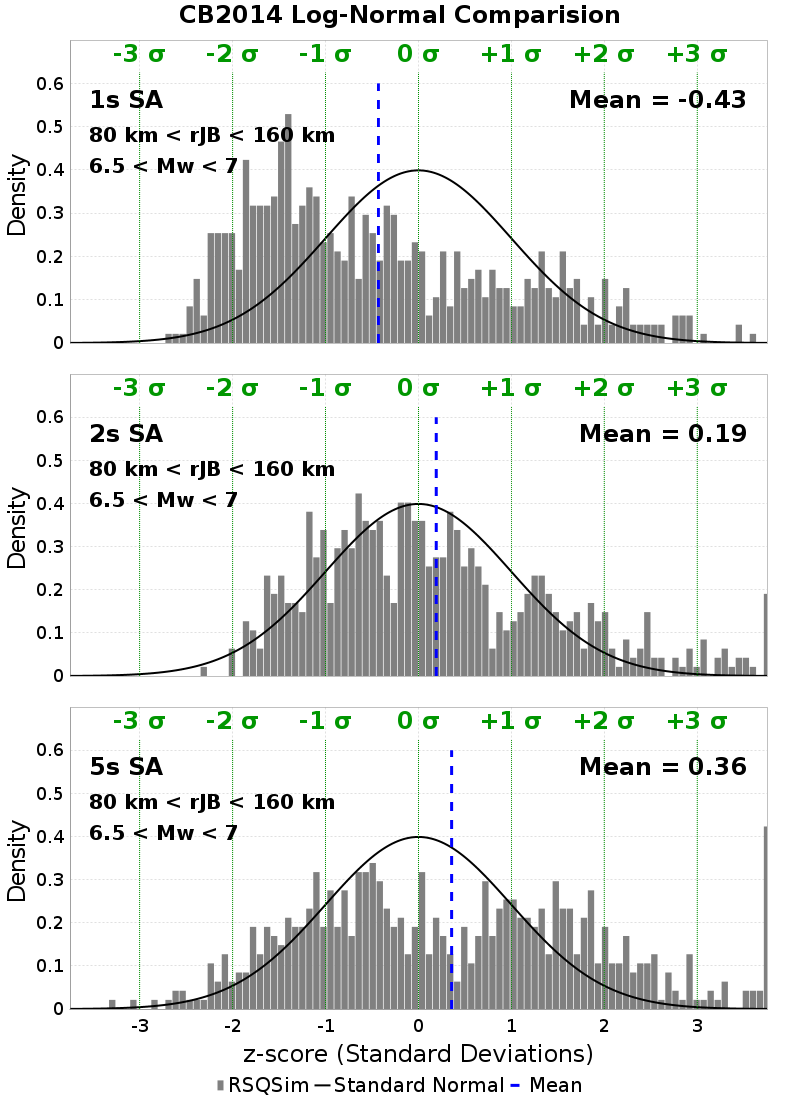 CB2014 Log-Normal Comparision
-3 σ -2 σ -1 σ 0 σ +1 σ +2 σ +3 σ
0.6
1s SA Mean = -0.43
0.5
80 km < rJB < 160 km
6.5 < Mw < 7
0.4
0.3
0.2
0.1
0
Density
-3 σ -2 σ -1 σ 0 σ +1 σ +2 σ +3 σ
0.6
2s SA Mean = 0.19
0.5
80 km < rJB < 160 km
6.5 < Mw < 7
0.4
0.3
0.2
0.1
0
Density
-3 σ -2 σ -1 σ 0 σ +1 σ +2 σ +3 σ
0.6
5s SA Mean = 0.36
0.5
80 km < rJB < 160 km
6.5 < Mw < 7
0.4
0.3
0.2
0.1
0
Density
-3 -2 -1 0 1 2 3
z-score (Standard Deviations)
RSQSim Standard Normal Mean